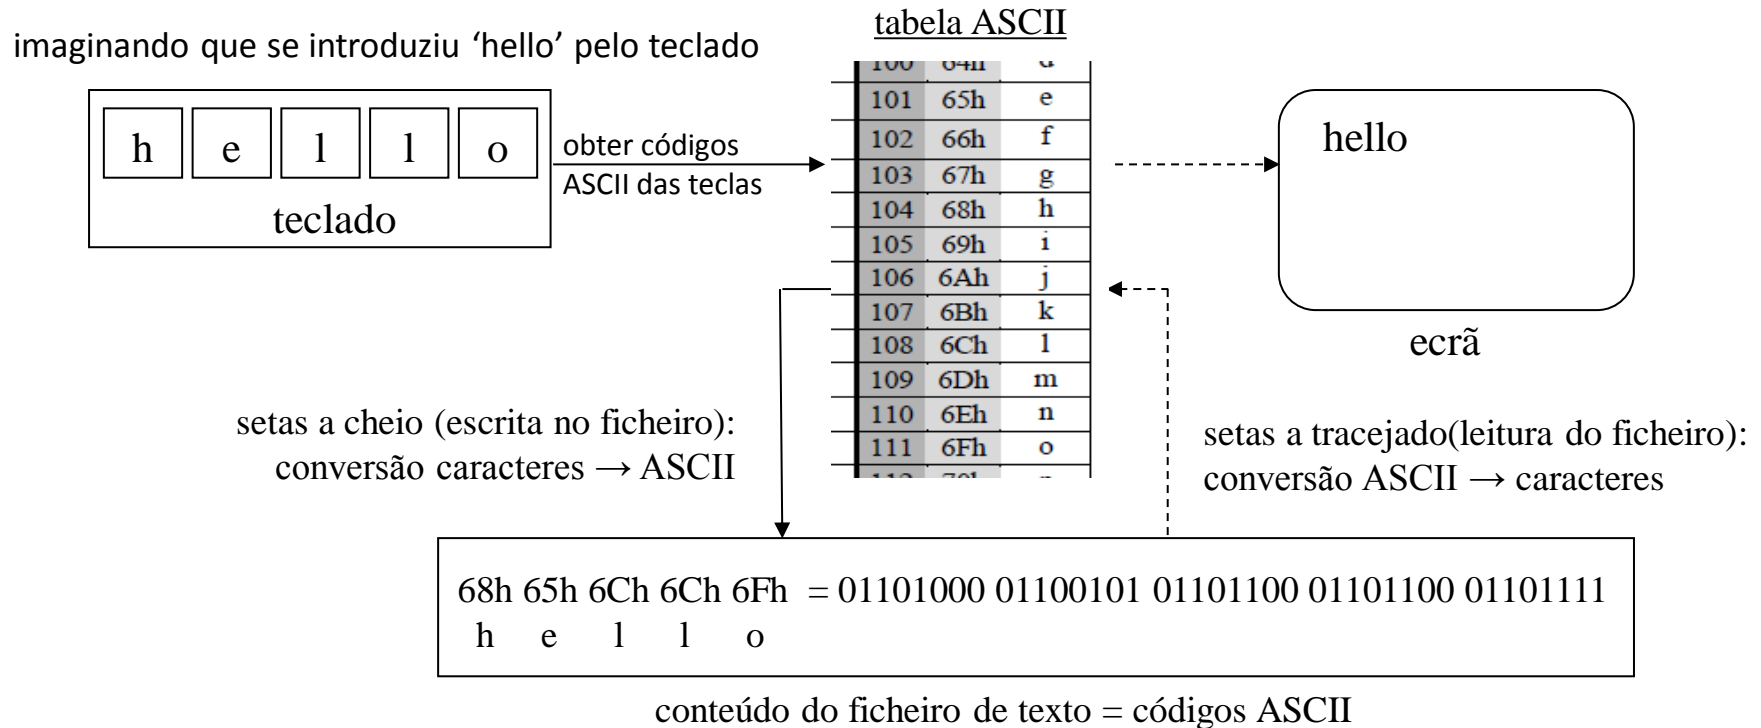 tabela ASCII
imaginando que se introduziu ‘hello’ pelo teclado
h e l l o
teclado
obter códigos
ASCII das teclas
100 64h d
101 65h e
102 66h f
103 67h g
104 68h h
105 69h i
106 6Ah j
107 6Bh k
108 6Ch l
109 6Dh m
110 6Eh n
111 6Fh o
hello
ecrã
setas a cheio (escrita no ficheiro):
conversão caracteres → ASCII
setas a tracejado(leitura do ficheiro):
conversão ASCII → caracteres
68h 65h 6Ch 6Ch 6Fh = 01101000 01100101 01101100 01101100 01101111
h e l l o
conteúdo do ficheiro de texto = códigos ASCII